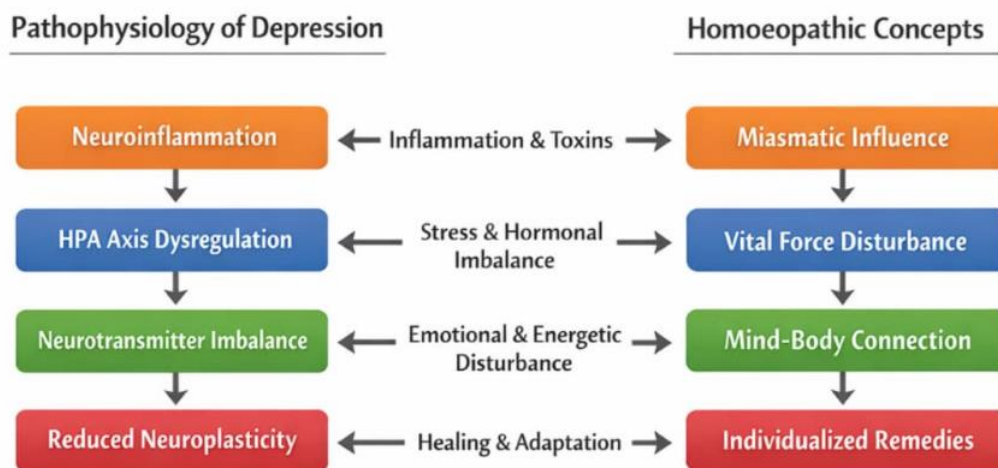 Pathophysiology of Depression
Homoeopathic Concepts
Neuroinflammation
Inflammation & Toxins
Miasmatic Influence
HPA Axis Dysregulation
Stress & Hormonal
Imbalance
Vital Force Disturbance
Neurotransmitter Imbalance
Emotional & Energetic
Disturbance
Mind-Body Connection
Reduced Neuroplasticity
Healing & Adaptation
Individualized Remedies